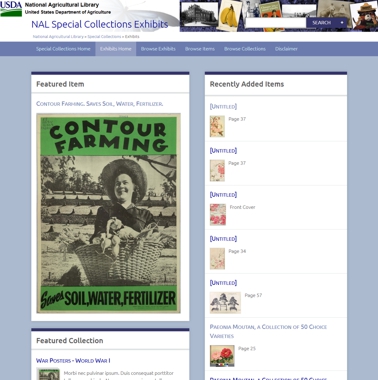 USDA National Agricultural Library
United States Department of Agriculture
NAL Special Collections Exhibits
SEARCH
National Agricultural Library » Special Collections » Exhibits
Special Collections Home Exhibits Home Browse Exhibits Browse Items Browse Collections Disclaimer
Featured Item
Contour Farming. Saves Soil, Water, Fertilizer.
CONTOUR
FARMING
Saves SOIL, WATER, FERTILIZER
Featured Collection
War Posters - World War I
Morbi nec pulvinar ipsum. Duis consequat porttitor
Recently Added Items
[Untitled]
Page 37
[Untitled]
Page 37
[Untitled]
Front Cover
[Untitled]
Page 34
[Untitled]
Page 57
Paeonia Moutan, a Collection of 50 Choice
Varieties
Page 25
Paeonia Moutan, a Collection of 50 Choice